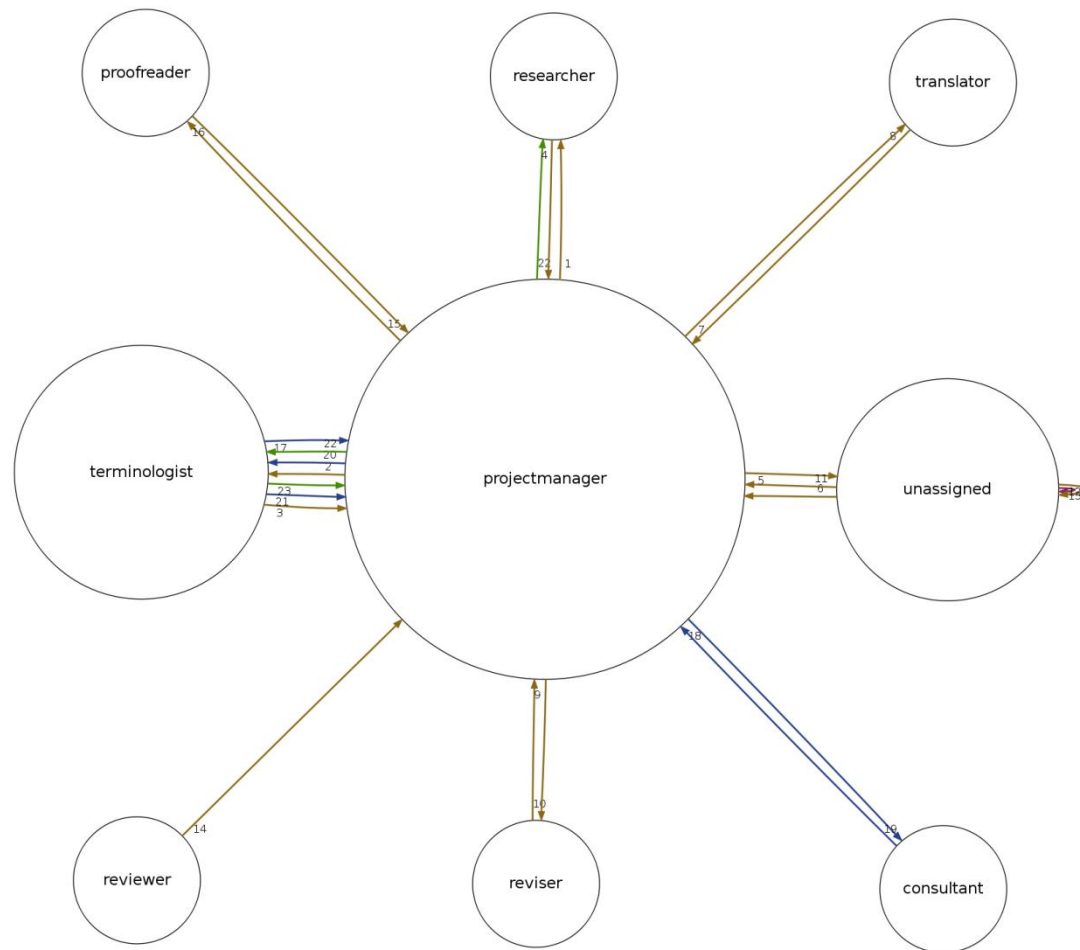 proofreader
researcher
translator
16
4
8
22
1
15
7
22
17
20
2
terminologist
projectmanager
5
11
6
unassigned
23
21
3
15
18
9
10
19
14
reviewer
reviser
consultant